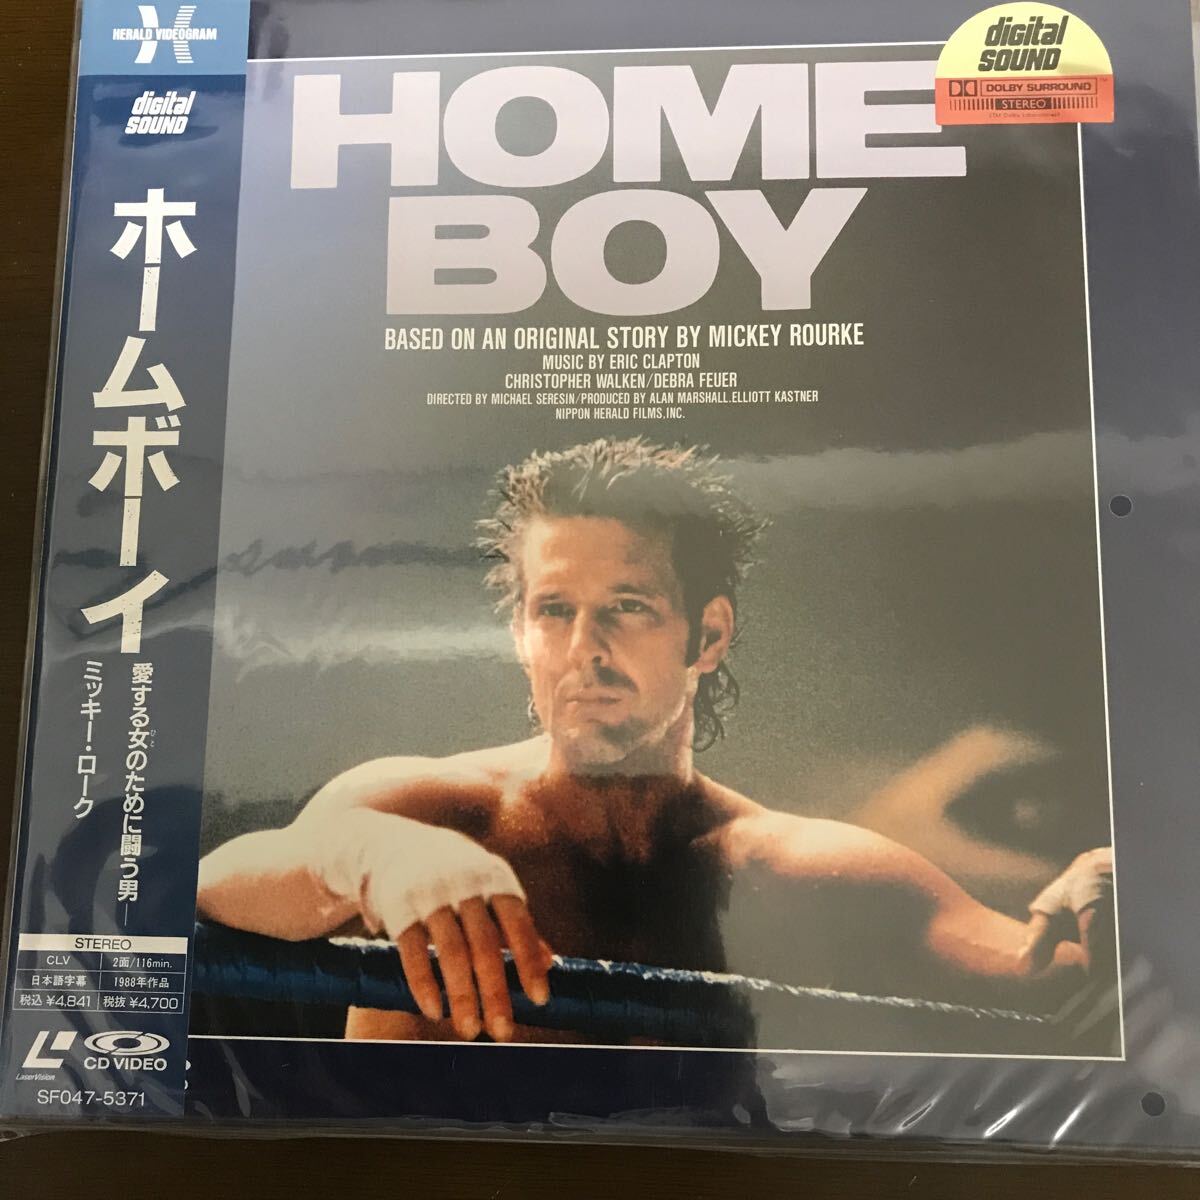 HERALD VIDEOGRAM
digital
SOUND
ホームボーイ
愛する女のために闘う男―
ひと
ミッキー・ローク
STEREO
CLV 2面/116min.
日本語字幕 1988年作品
税込¥4,841 税抜¥4,700
LaserVision
CD VIDEO
SF047-5371
HOME
BOY
BASED ON AN ORIGINAL STORY BY MICKEY ROURKE
MUSIC BY ERIC CLAPTON
CHRISTOPHER WALKEN/DEBRA FEUER
DIRECTED BY MICHAEL SERESIN/PRODUCED BY ALAN MARSHALL.ELLIOTT KASTNER
NIPPON HERALD FILMS,INC.
digital
SOUND
DOLBY SURROUND
STEREO